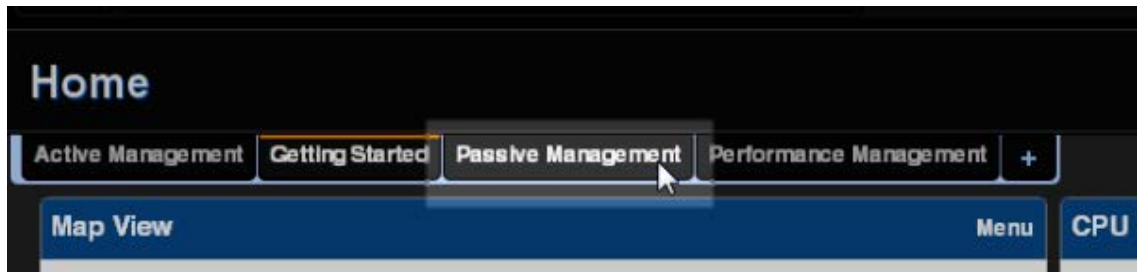 Home
Active Management Getting Started Passive Management Performance Management +
Map View Menu CPU